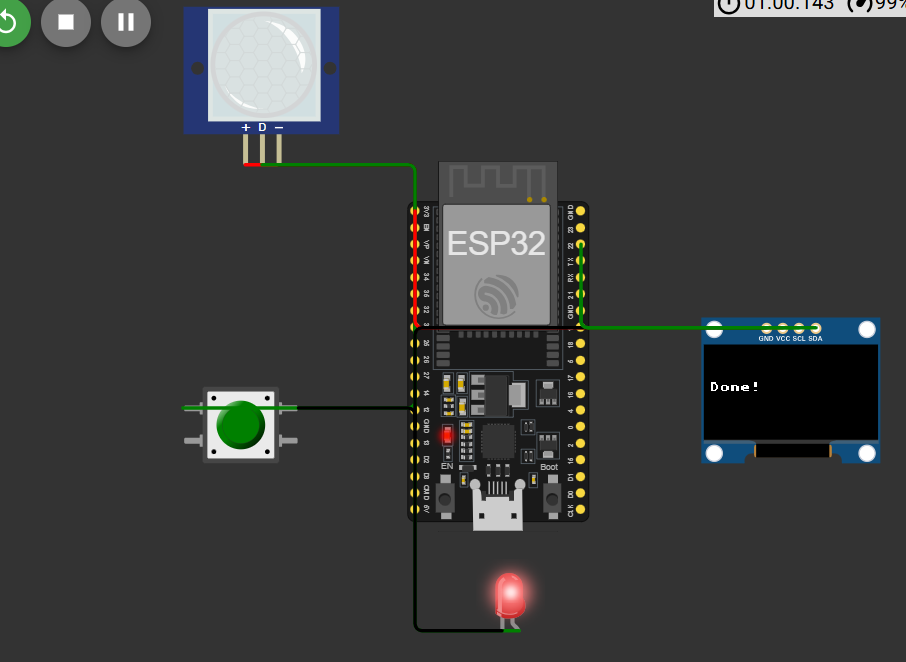 01:00.143 99%
+ D −
ESP32
3V3
EN
VP
VN
34
35
32
GND
23
22
TX
RX
21
GND
GND VCC SCL SDA
Done!
25
26
27
14
12
GND
13
D2
D3
CMD
5V
19
18
5
17
16
4
0
2
15
D1
D0
CLK
EN
Boot